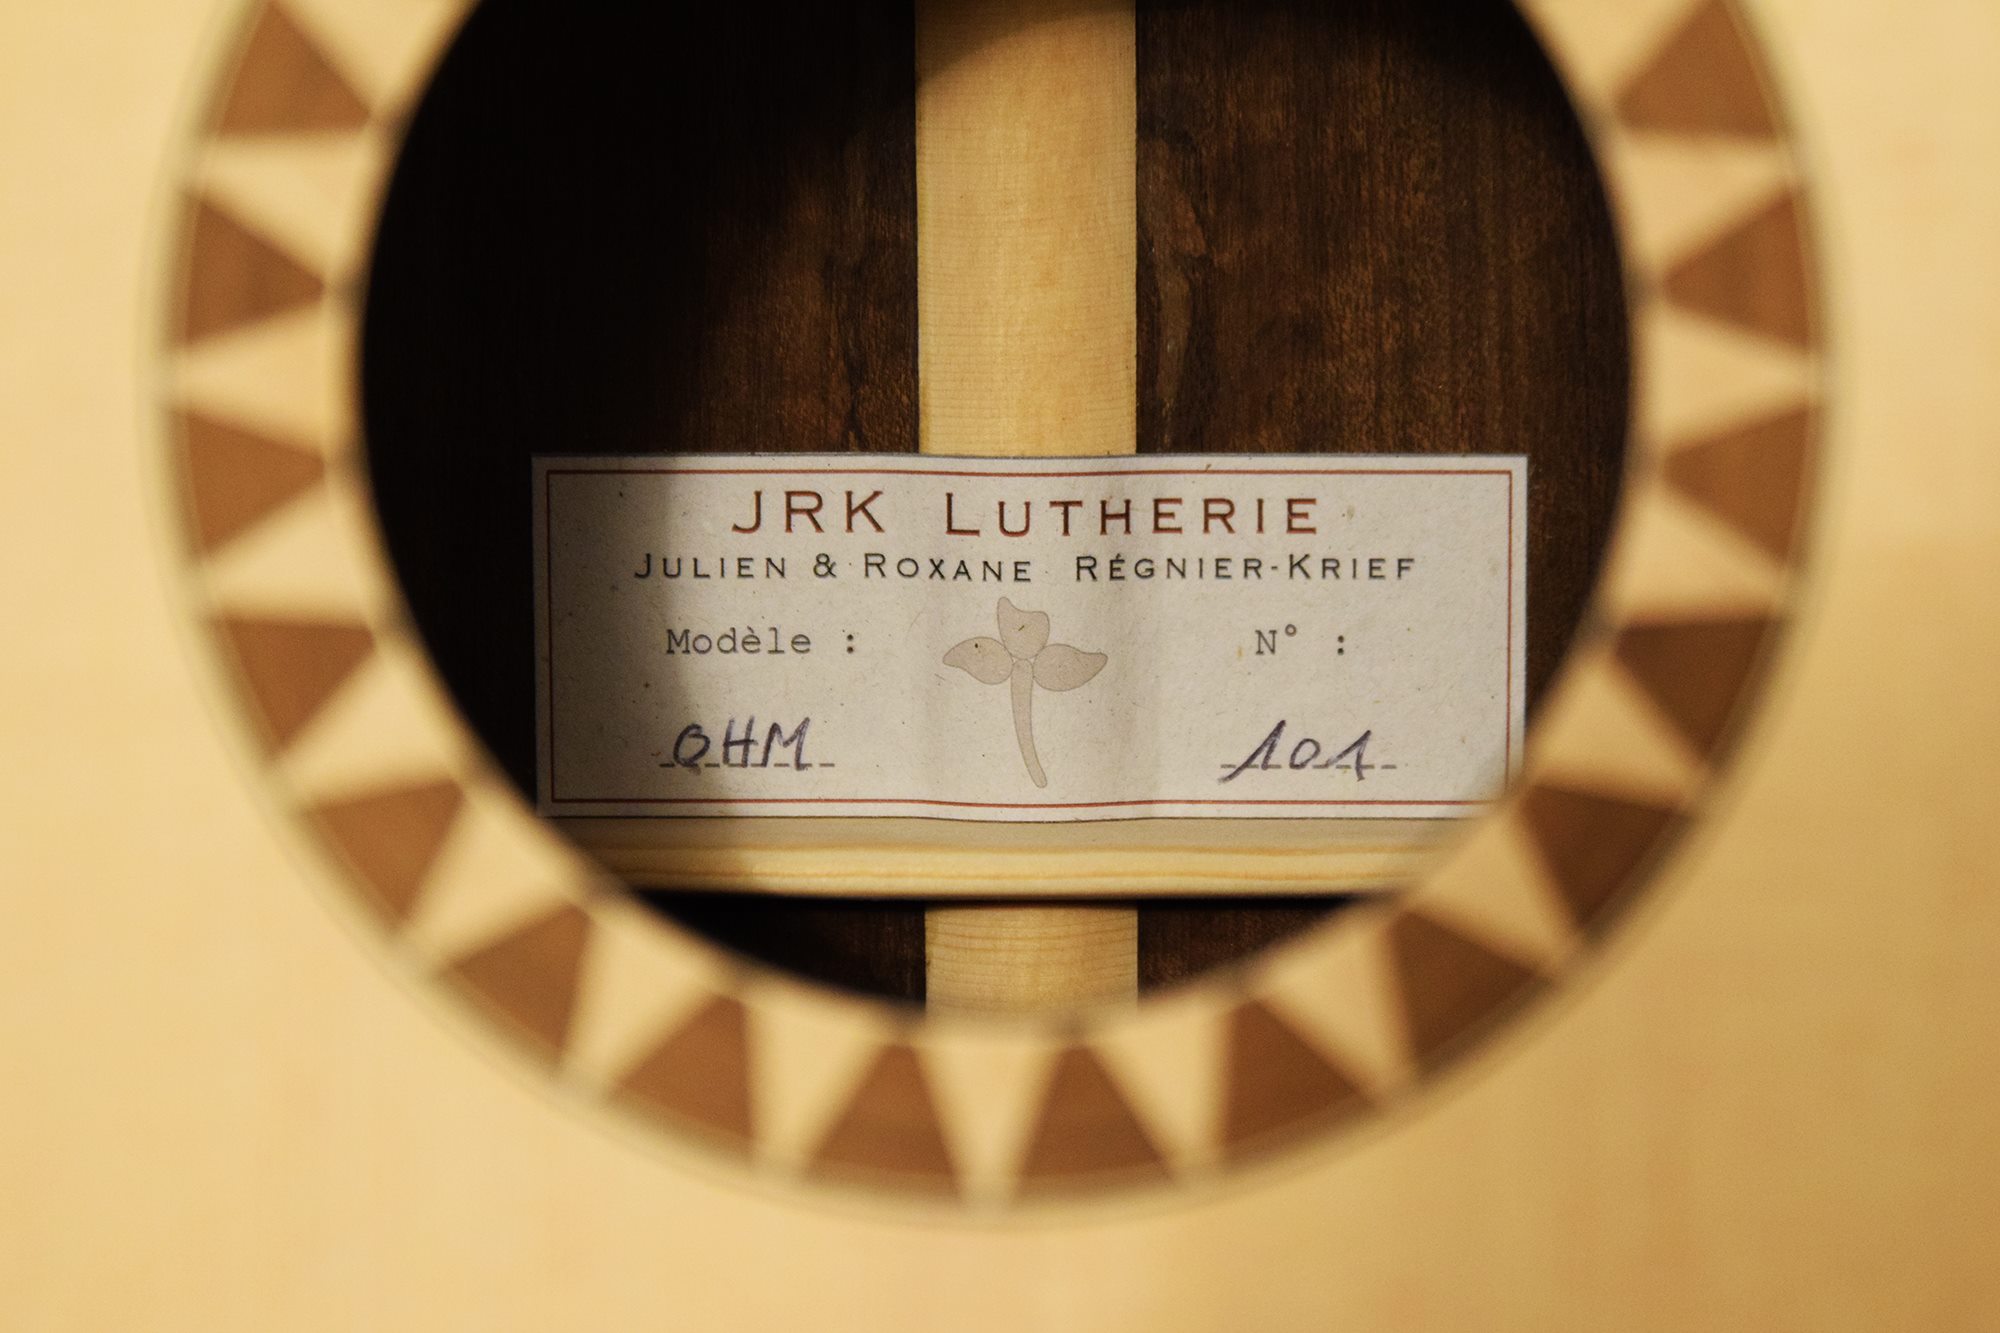 JRK LUTHERIE
JULIEN & ROXANE RÉGNIER-KRIEF
Modèle : N° :
OHM 101